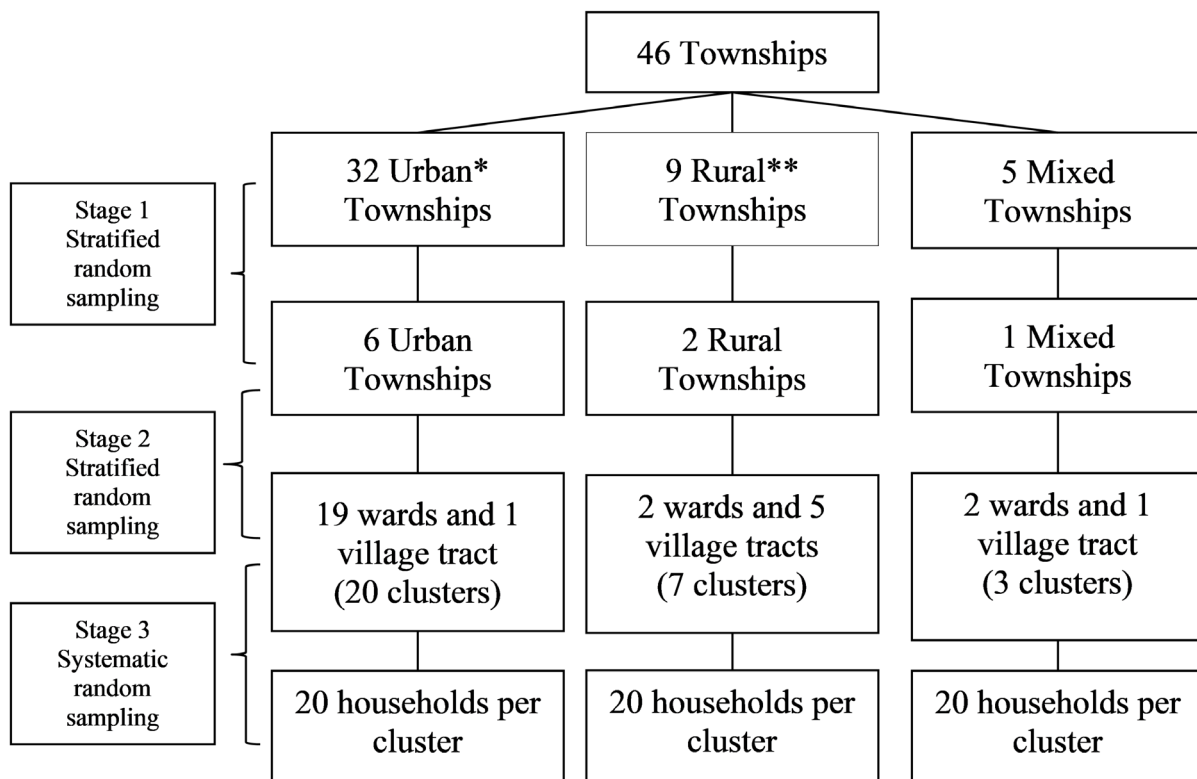 46 Townships
32 Urban*
Townships
9 Rural**
Townships
5 Mixed
Townships
Stage 1
Stratified
random
sampling
6 Urban
Townships
2 Rural
Townships
1 Mixed
Townships
Stage 2
Stratified
random
sampling
19 wards and 1
village tract
(20 clusters)
2 wards and 5
village tracts
(7 clusters)
2 wards and 1
village tract
(3 clusters)
Stage 3
Systematic
random
sampling
20 households per
cluster
20 households per
cluster
20 households per
cluster